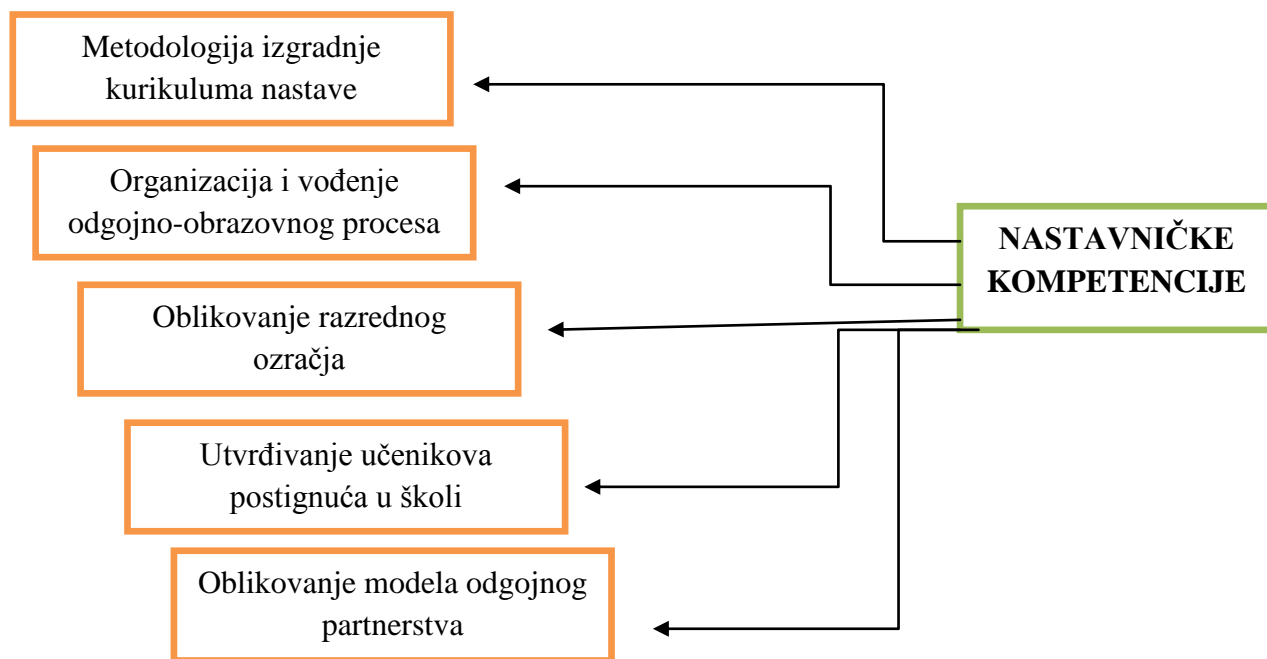 Metodologija izgradnje
kurikuluma nastave
Organizacija i vođenje
odgojno-obrazovnog procesa
NASTAVNIČKE
KOMPETENCIJE
Oblikovanje razrednog
ozračja
Utvrđivanje učenikova
postignuća u školi
Oblikovanje modela odgojnog
partnerstva